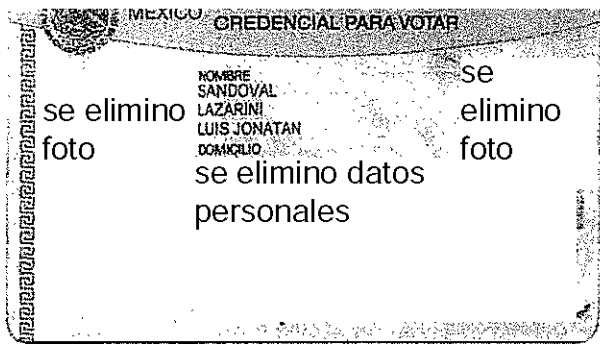 MÉXICO
CREDENCIAL PARA VOTAR
NOMBRE
SANDOVAL
LAZARINI
LUIS JONATAN
DOMICILIO
se elimino foto
se elimino datos personales
se elimino foto